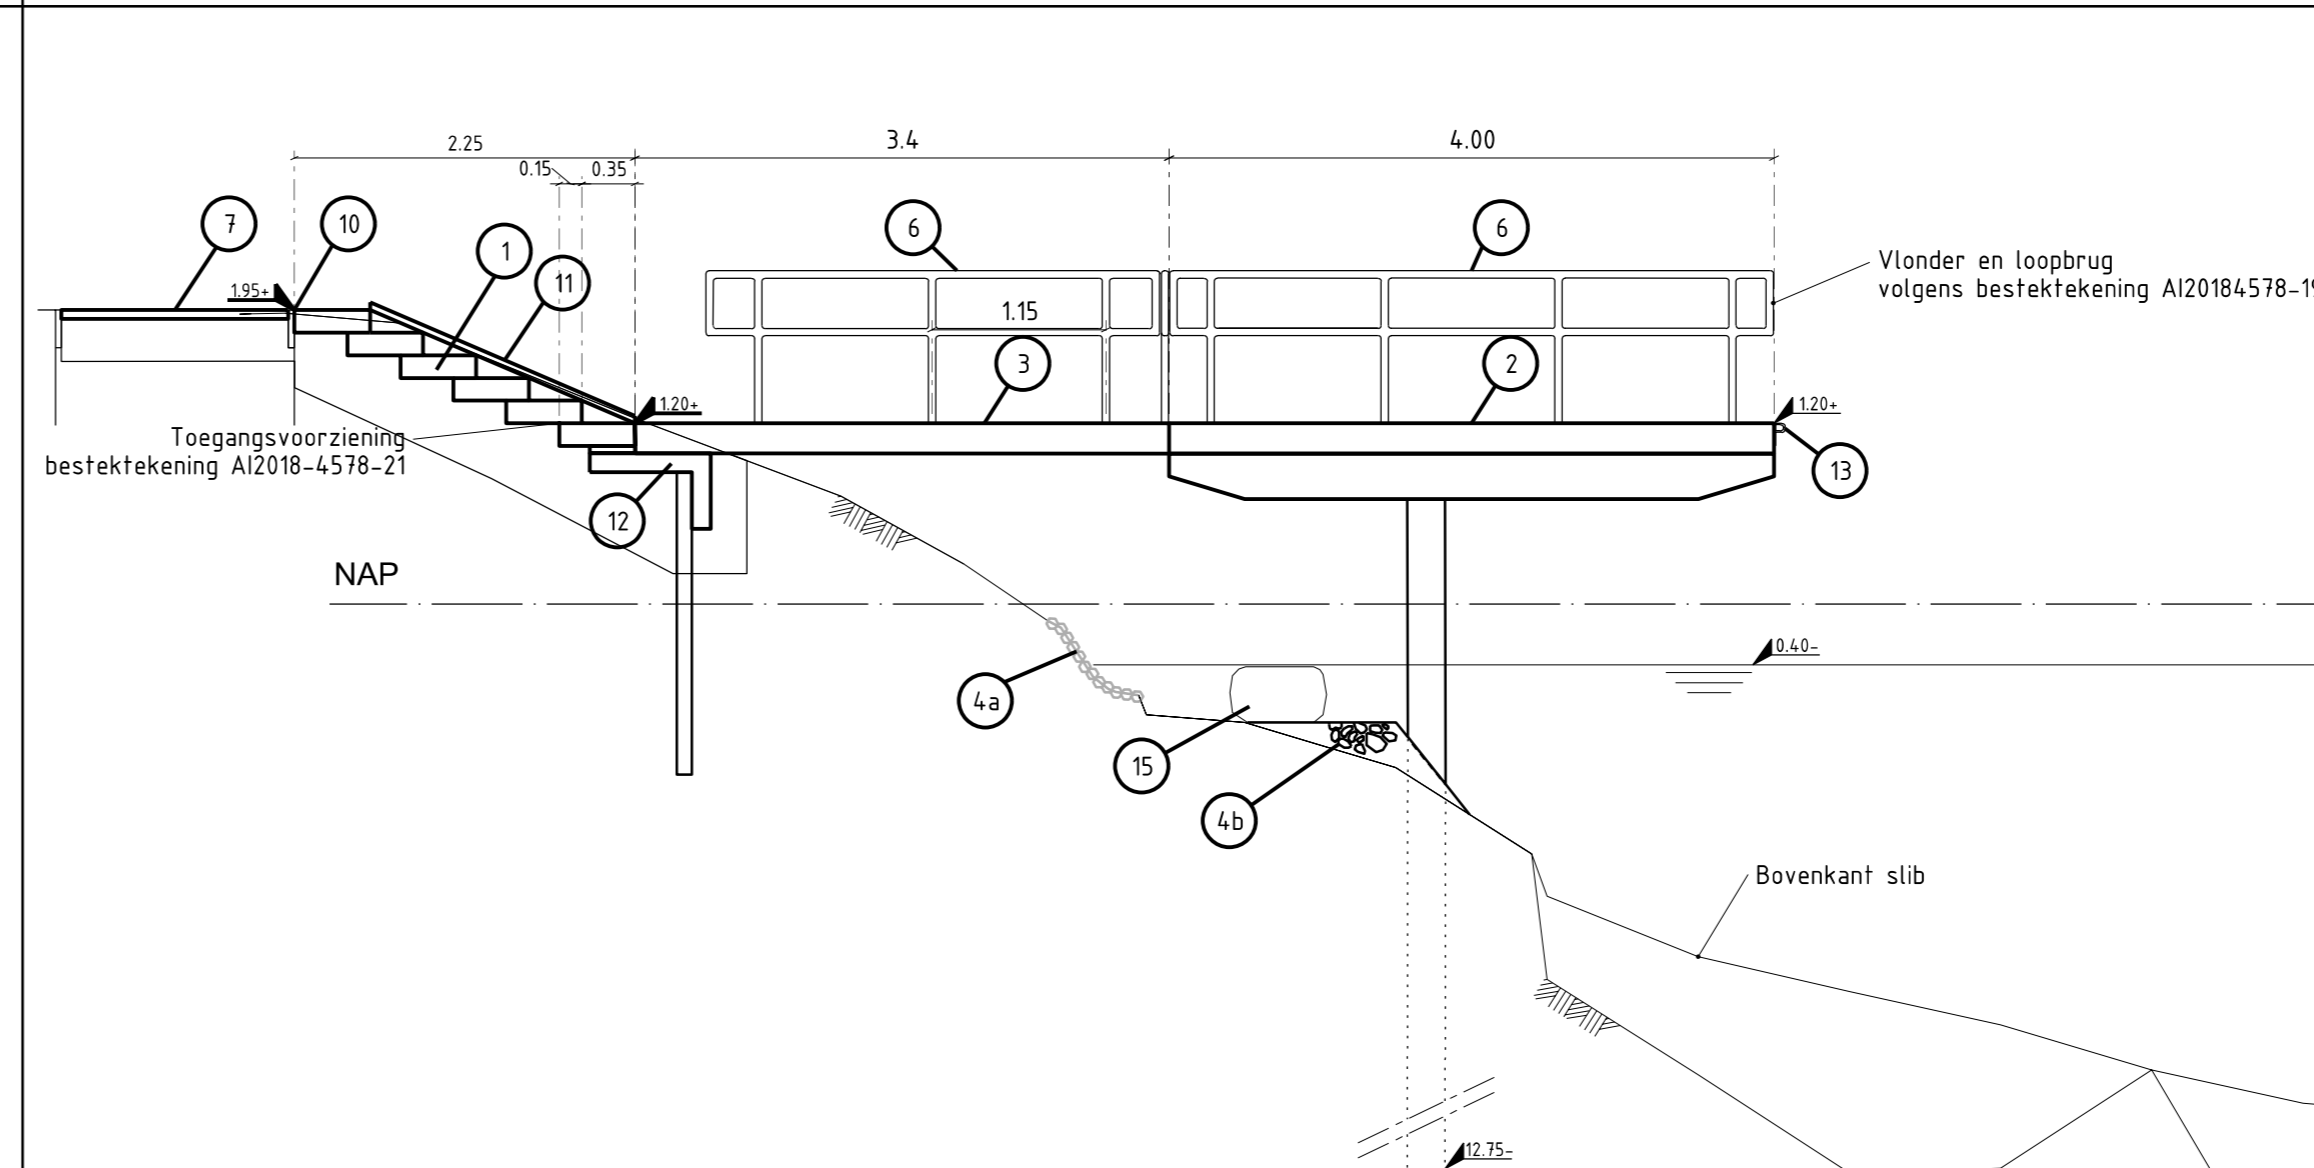 2.25
3.4
4.00
0.15
0.35
7
10
1
11
6
6
Vlonder en loopbrug
volgens bestektekening AI20184578-19
1.95+
1.15
3
2
1.20+
1.20+
Toegangsvoorziening
bestektekening AI2018-4578-21
13
12
NAP
0.40-
4a
15
4b
Bovenkant slib
12.75-